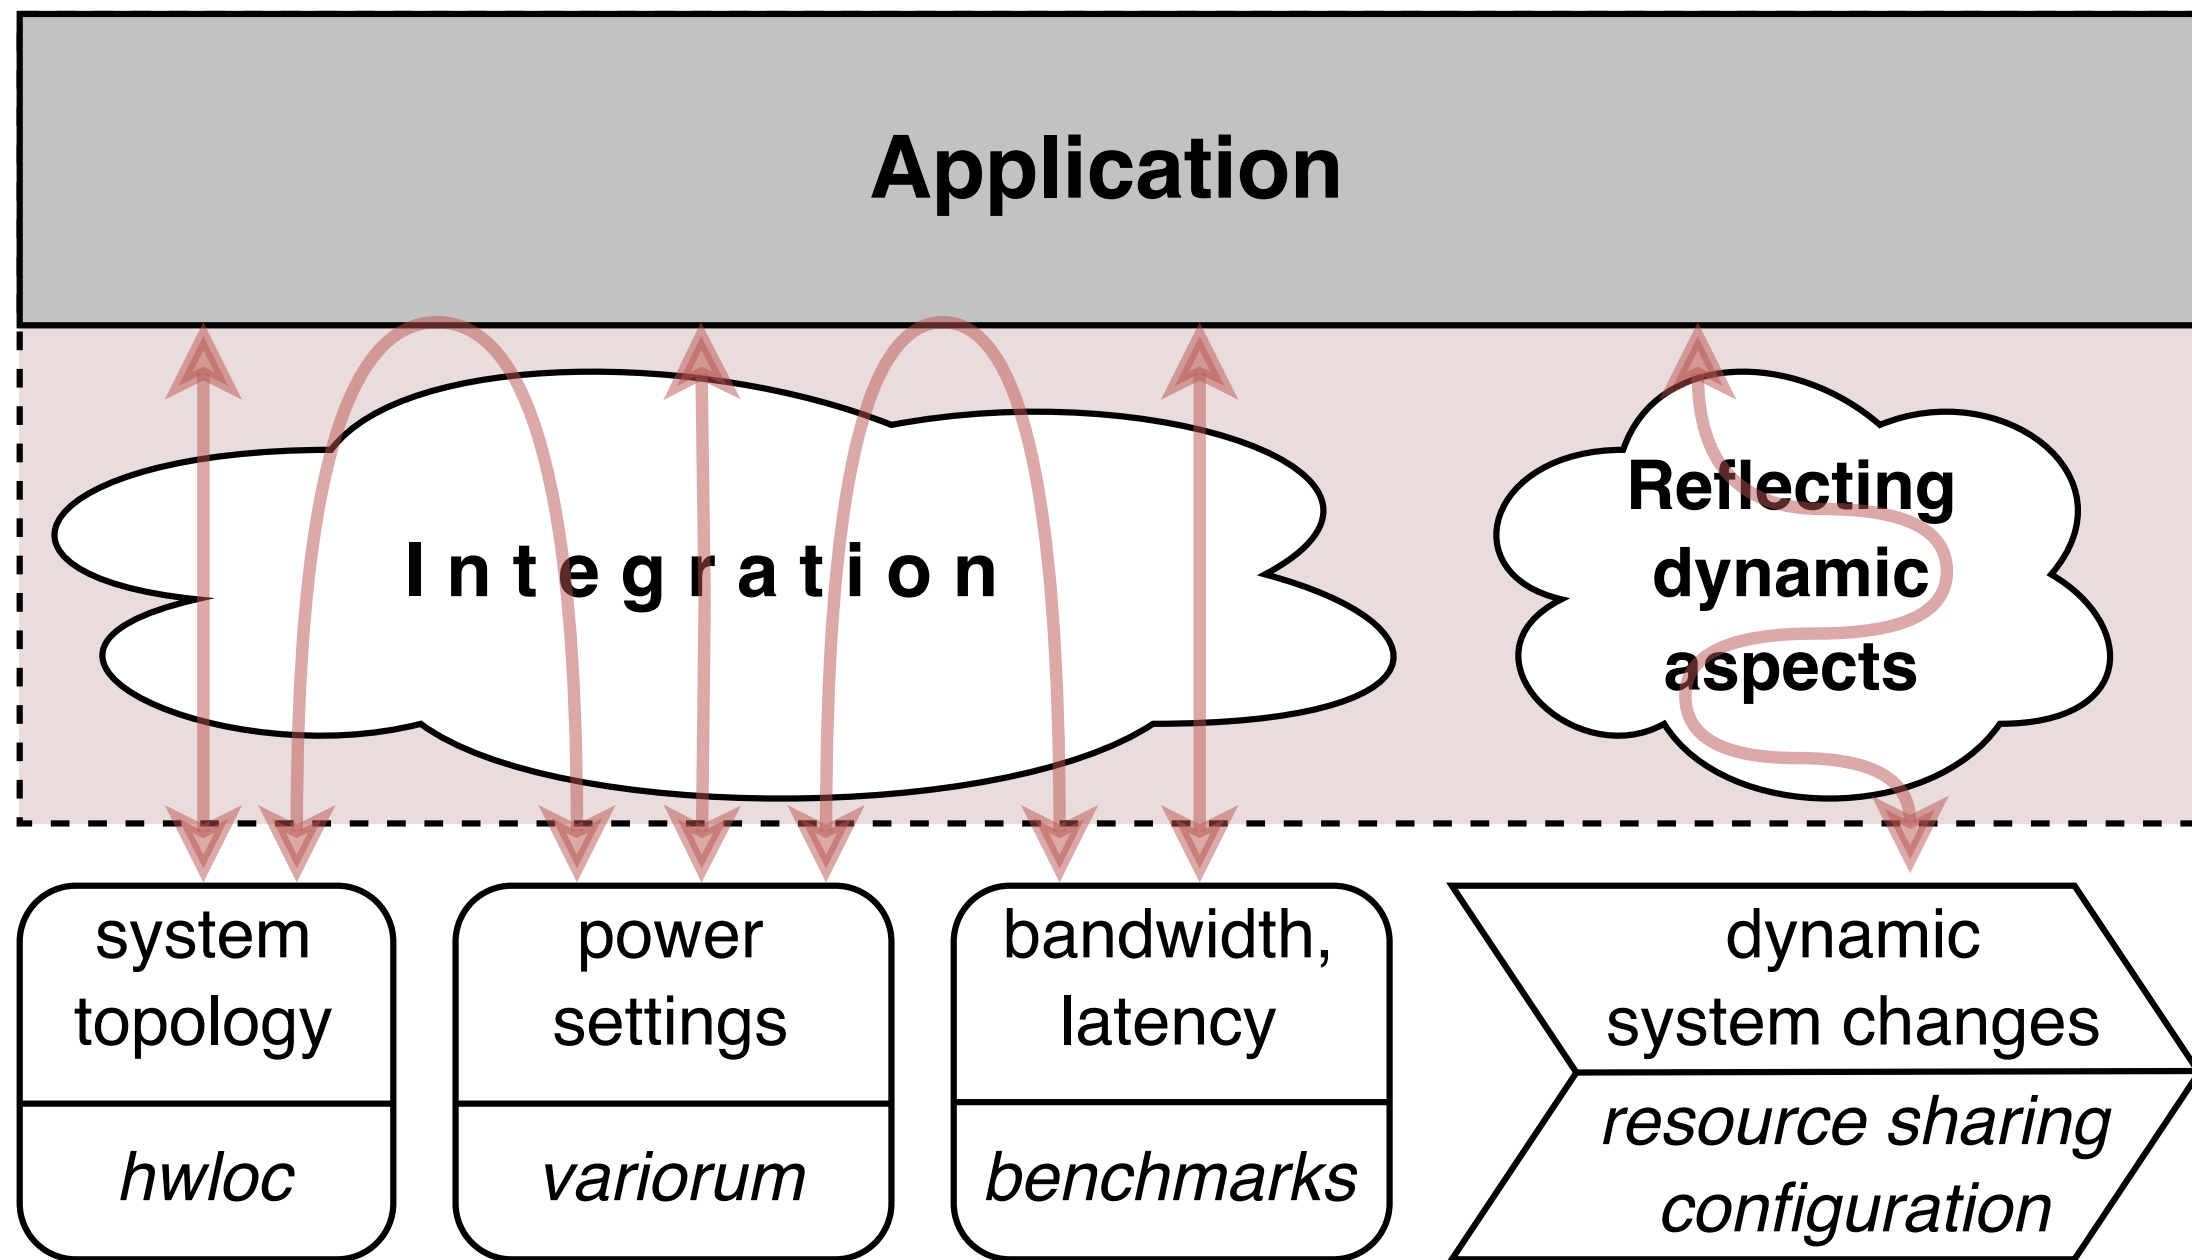 Application
Integration
Reflecting
dynamic
aspects
system
topology
hwloc
power
settings
variorum
bandwidth,
latency
benchmarks
dynamic
system changes
resource sharing
configuration